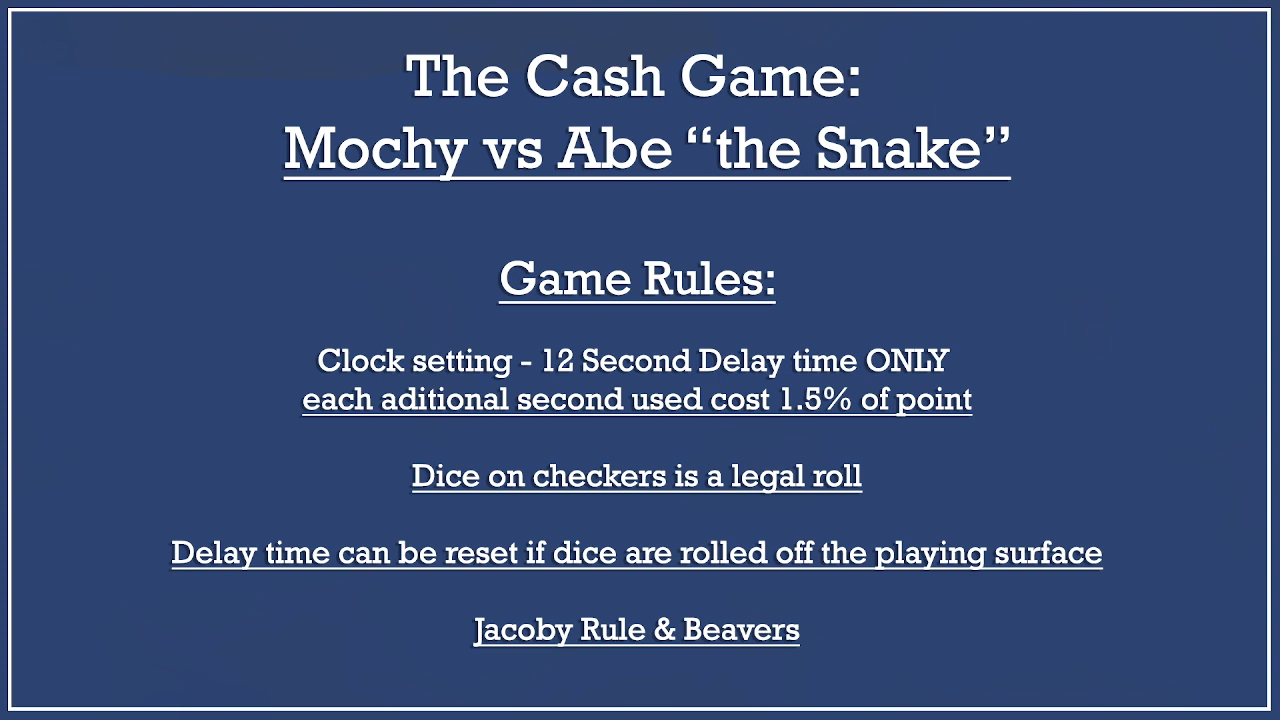 The Cash Game:
Mochy vs Abe “the Snake”
Game Rules:
Clock setting - 12 Second Delay time ONLY
each aditional second used cost 1.5% of point
Dice on checkers is a legal roll
Delay time can be reset if dice are rolled off the playing surface
Jacoby Rule & Beavers